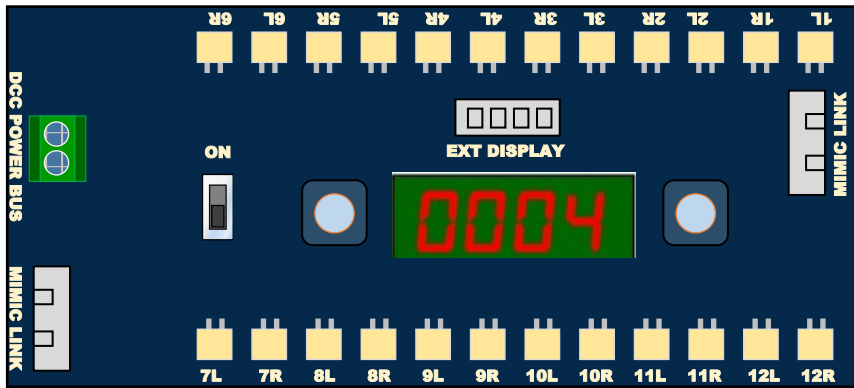 6R 6L 5R 5L 4R 4L 3R 3L 2R 2L 1R 1L
DCC POWER BUS
MIMIC LINK
EXT DISPLAY
ON
0004
MIMIC LINK
7L 7R 8L 8R 9L 9R 10L 10R 11L 11R 12L 12R